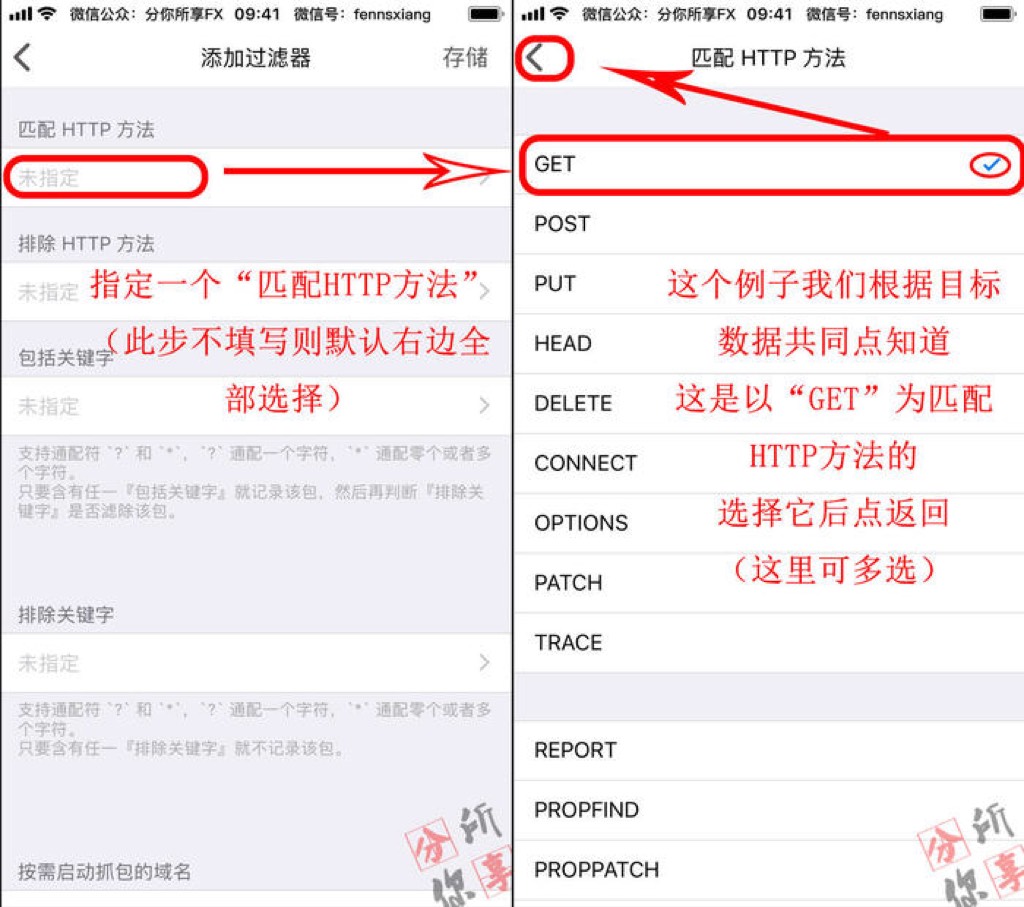 微信公众：分你所享FX 09:41 微信号：fennsxiang
添加过滤器
存储
匹配 HTTP 方法
未指定
排除 HTTP 方法
未指定
指定一个“匹配HTTP方法”
（此步不填写则默认右边全
部选择）
包括关键字
未指定
支持通配符 `?` 和 `*`，`?` 通配一个字符，`*` 通配零个或者多
个字符。
只要含有任一『包括关键字』就记录该包，然后再判断『排除关
键字』是否滤除该包。
排除关键字
未指定
支持通配符 `?` 和 `*`，`?` 通配一个字符，`*` 通配零个或者多
个字符。
只要含有任一『排除关键字』就不记录该包。
按需启动抓包的域名
分所
你享
微信公众：分你所享FX 09:41 微信号：fennsxiang
匹配 HTTP 方法
GET
POST
PUT
HEAD
DELETE
CONNECT
OPTIONS
PATCH
TRACE
这个例子我们根据目标
数据共同点知道
这是以“GET”为匹配
HTTP方法的
选择它后点返回
（这里可多选）
REPORT
PROPFIND
PROPPATCH
分所
你享